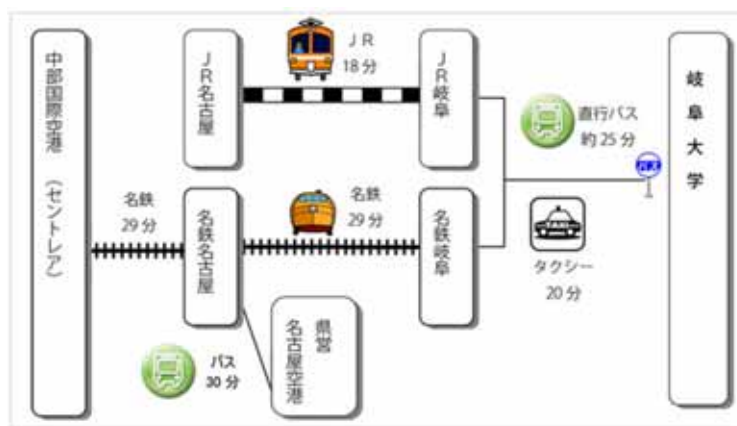 中部国際空港 (セントレア)
名鉄
29分
JR名古屋
JR
18分
JR岐阜
名鉄名古屋
名鉄
29分
名鉄岐阜
バス
30分
県営
名古屋空港
直行バス
約25分
バス
タクシー
20分
岐阜大学